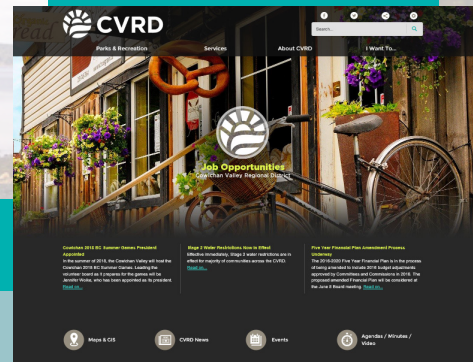 CVRD
Search...
Parks & Recreation
Services
About CVRD
I Want To...
Job Opportunities
Cowichan Valley Regional District
Cowichan 2018 BC Summer Games President
Appointed
In the summer of 2018, the Cowichan Valley will host the
Cowichan 2018 BC Summer Games. Leading the
volunteer board as it prepares for the games will be
Jennifer Woike, who has been appointed as its president.
Read on...
Stage 2 Water Restrictions Now in Effect
Effective immediately, Stage 2 water restrictions are in
effect for majority of communities across the CVRD.
Read on...
Five Year Financial Plan Amendment Process
Underway
The 2016-2020 Five Year Financial Plan is in the process
of being amended to include 2016 budget adjustments
approved by Committees and Commissions in 2016. The
proposed amended Financial Plan will be considered at
the June 8 Board meeting. Read on...
Maps & GIS
CVRD News
Events
Agendas / Minutes /
Video